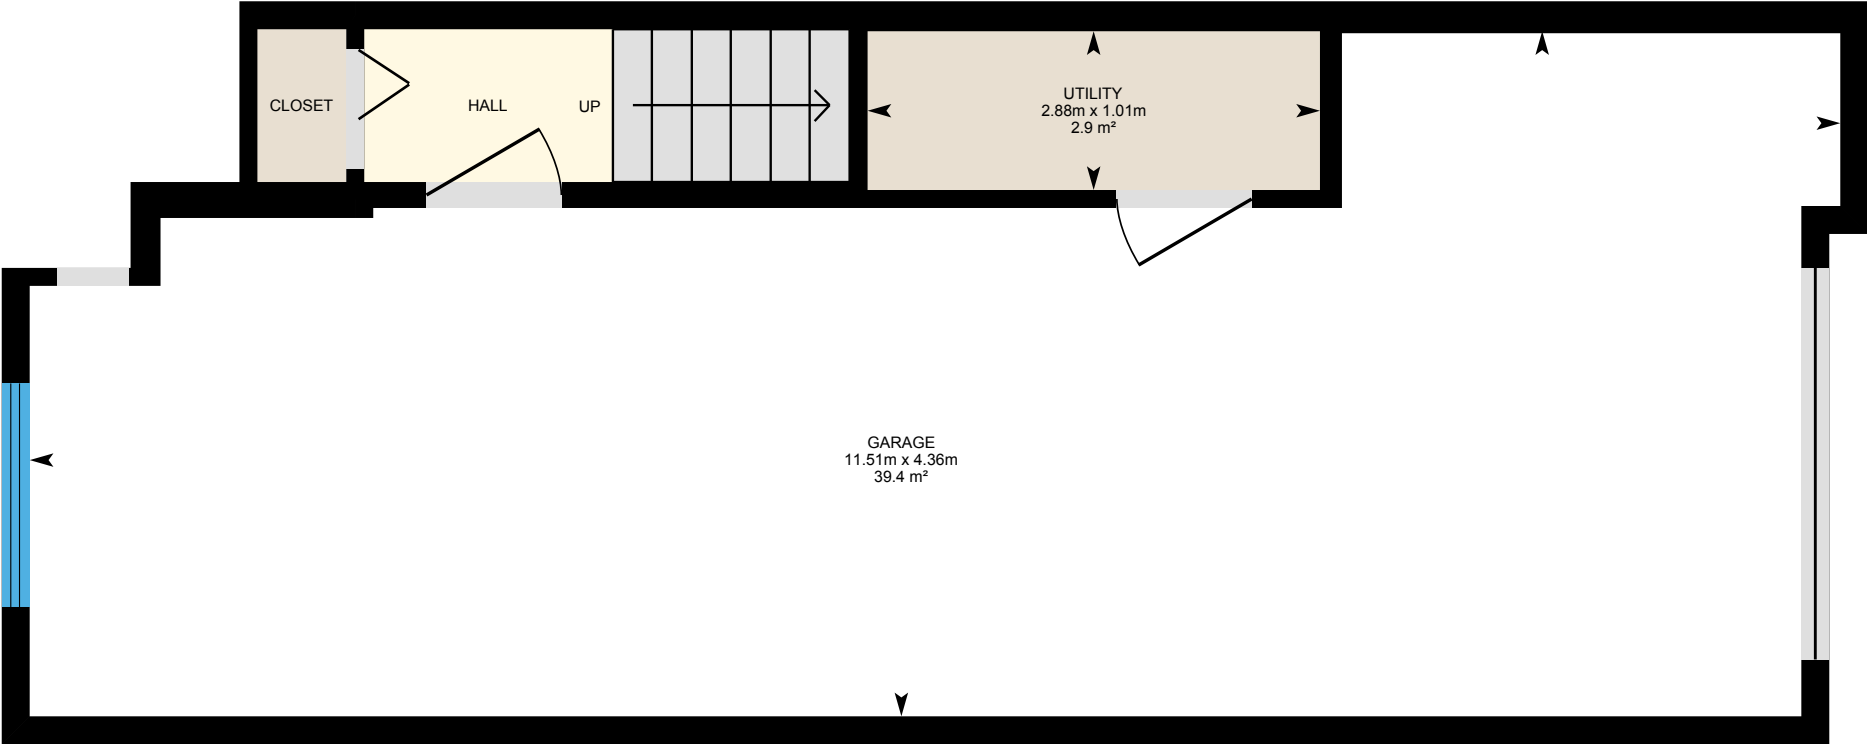 CLOSET
HALL
UP
UTILITY
2.88m x 1.01m
2.9 m²
GARAGE
11.51m x 4.36m
39.4 m²